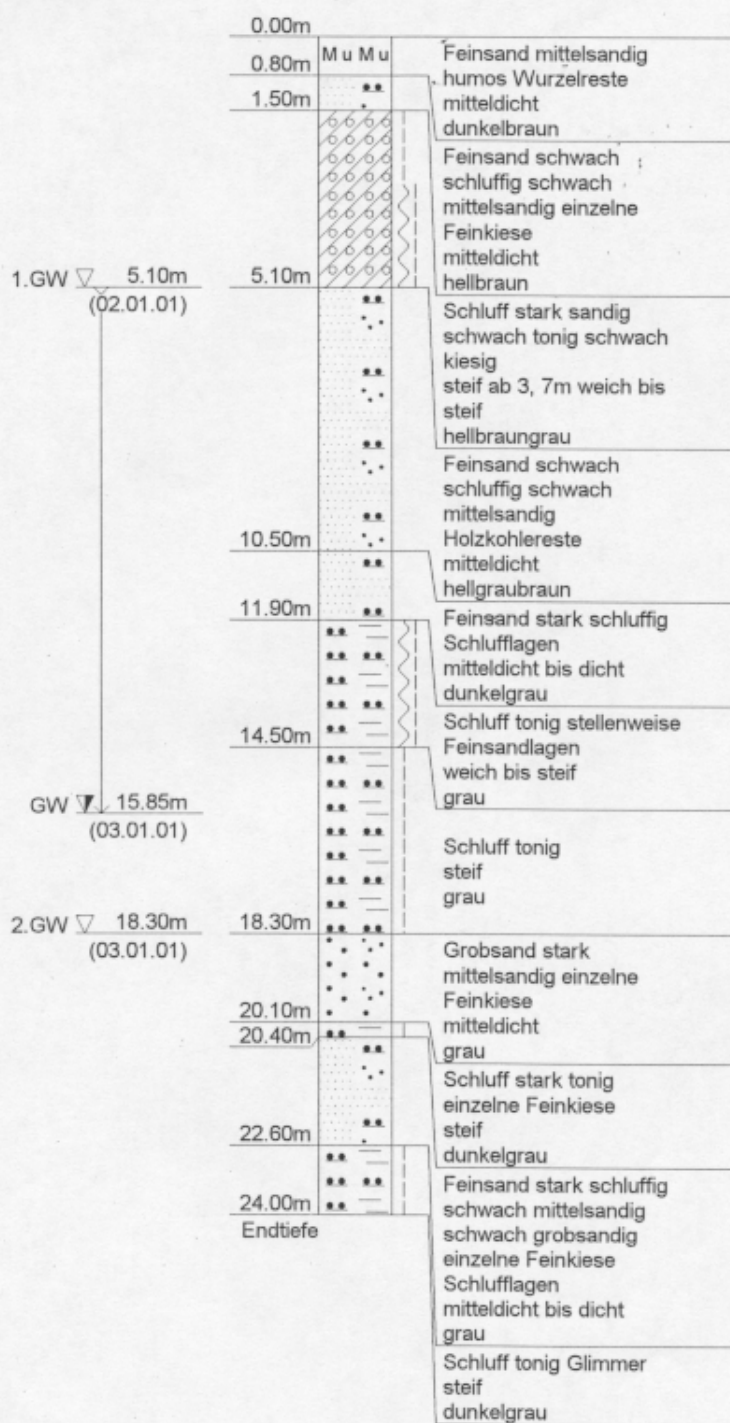 0.00m
0.80m
1.50m
5.10m
10.50m
11.90m
14.50m
18.30m
20.10m
20.40m
22.60m
24.00m
Endtiefe
1.GW 5.10m
(02.01.01)
GW 15.85m
(03.01.01)
2.GW 18.30m
(03.01.01)
M u M u
Feinsand mittelsandig
humos Wurzelreste
mitteldicht
dunkelbraun
Feinsand schwach
schluffig schwach
mittelsandig einzelne
Feinkiese
mitteldicht
hellbraun
Schluff stark sandig
schwach tonig schwach
kiesig
steif ab 3, 7m weich bis
steif
hellbraungrau
Feinsand schwach
schluffig schwach
mittelsandig
Holzkohlereste
mitteldicht
hellgraubraun
Feinsand stark schluffig
Schlufflagen
mitteldicht bis dicht
dunkelgrau
Schluff tonig stellenweise
Feinsandlagen
weich bis steif
grau
Schluff tonig
steif
grau
Grobsand stark
mittelsandig einzelne
Feinkiese
mitteldicht
grau
Schluff stark tonig
einzelne Feinkiese
steif
dunkelgrau
Feinsand stark schluffig
schwach mittelsandig
schwach grobsandig
einzelne Feinkiese
Schlufflagen
mitteldicht bis dicht
grau
Schluff tonig Glimmer
steif
dunkelgrau